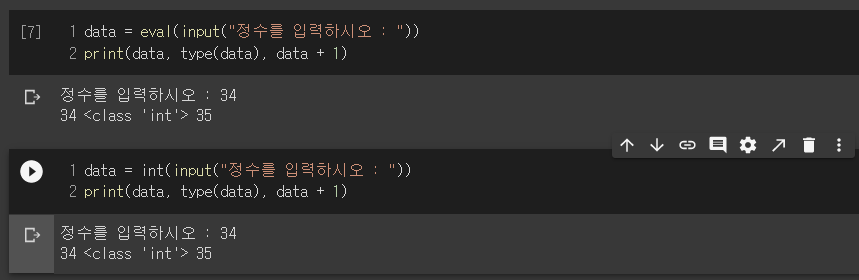 [7] 1 data = eval(input("정수를 입력하시오 : "))
2 print(data, type(data), data + 1)
정수를 입력하시오 : 34
34 <class 'int'> 35
1 data = int(input("정수를 입력하시오 : "))
2 print(data, type(data), data + 1)
정수를 입력하시오 : 34
34 <class 'int'> 35